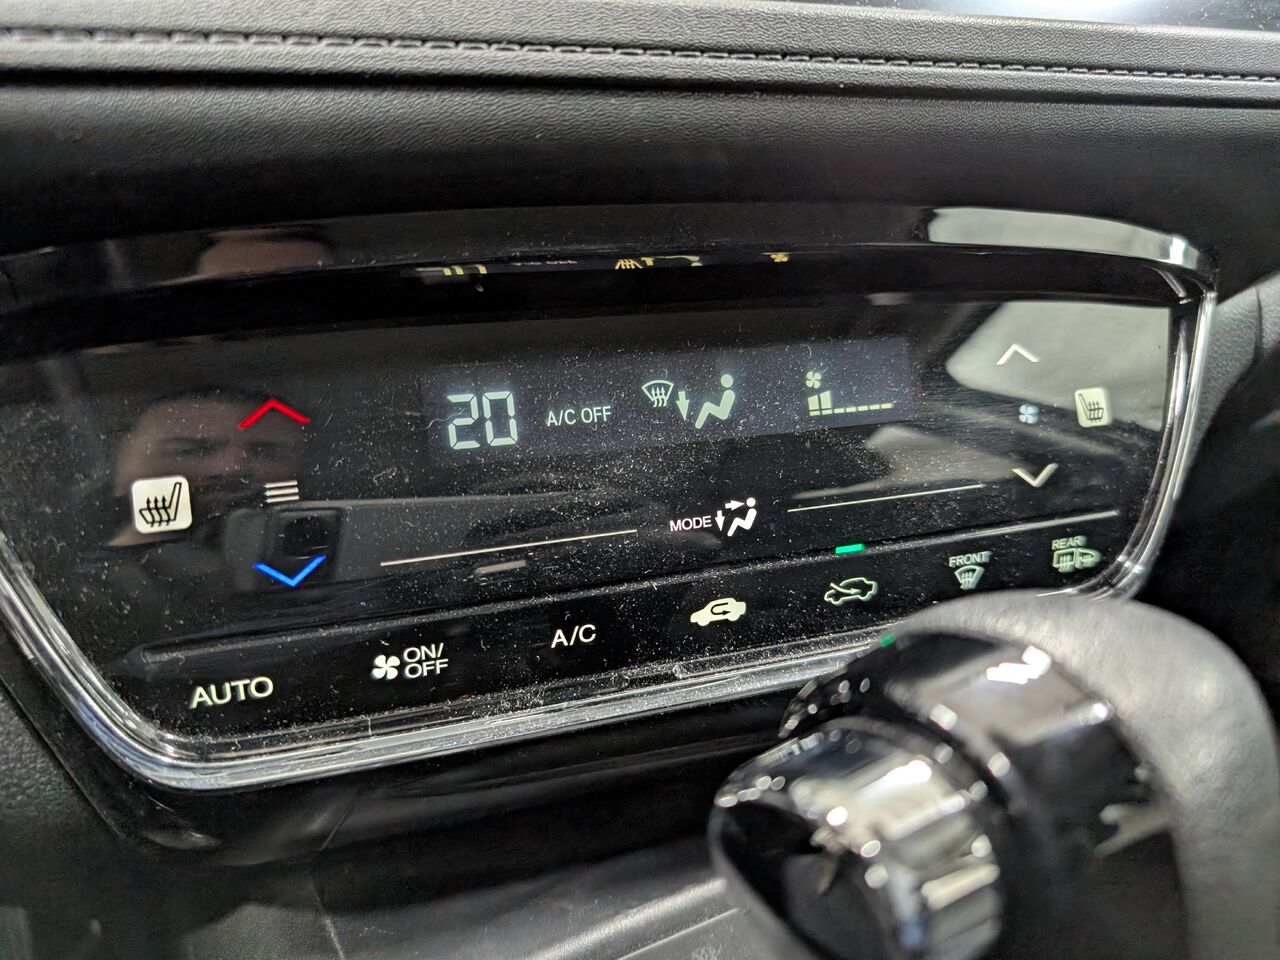 20
A/C OFF
MODE
FRONT
REAR
AUTO
ON/
OFF
A/C